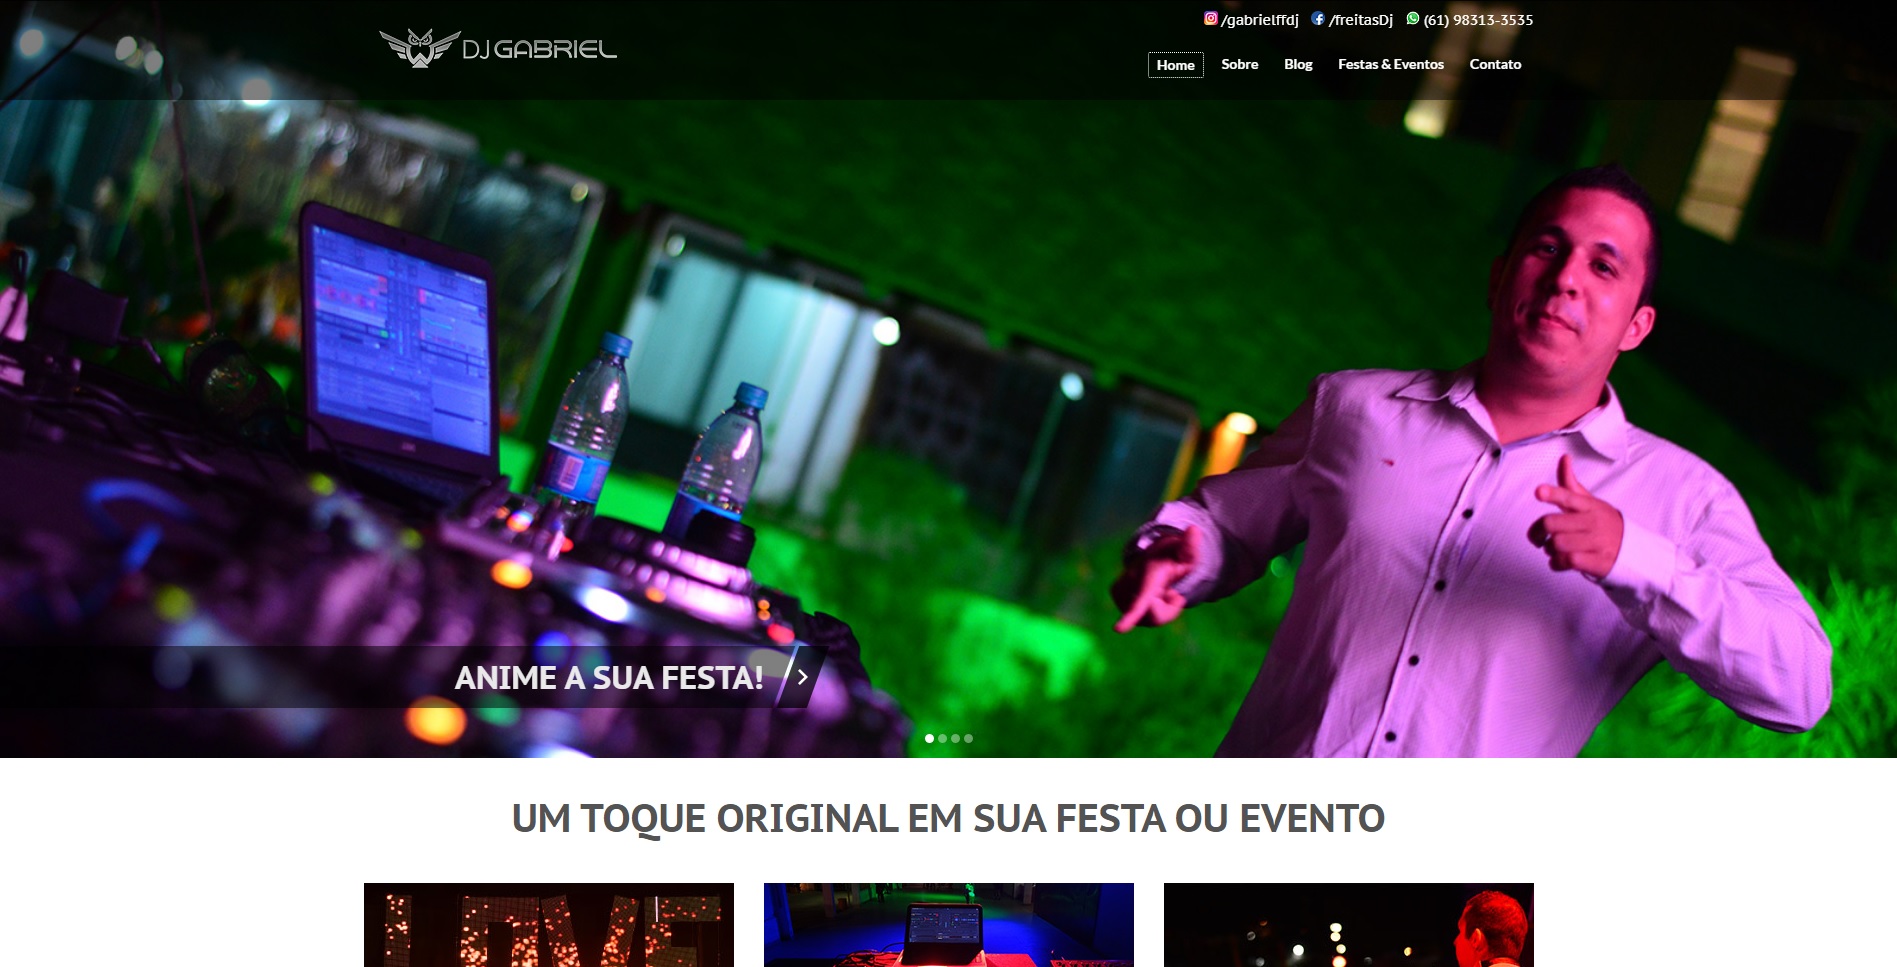 /gabrielffdj /freitasDj (61) 98313-3535
DJ GABRIEL
Home Sobre Blog Festas & Eventos Contato
ANIME A SUA FESTA!
UM TOQUE ORIGINAL EM SUA FESTA OU EVENTO
LOVE